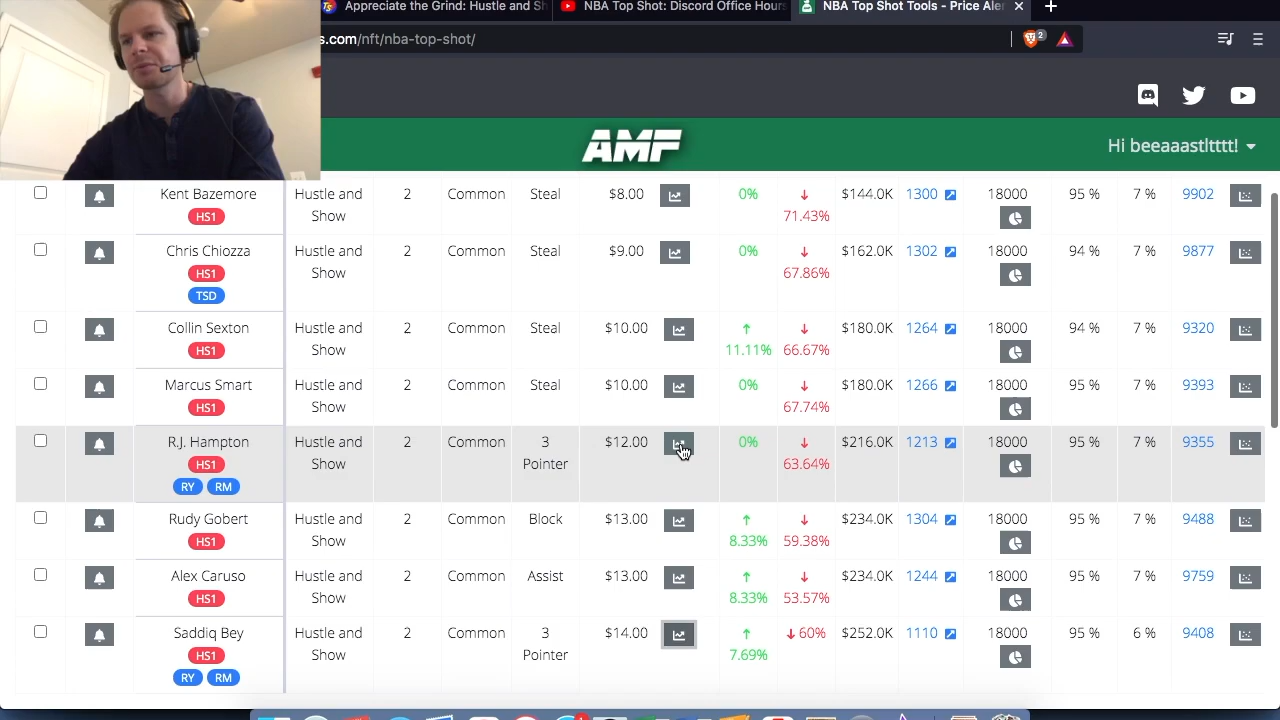 Appreciate the Grind: Hustle and Sh
NBA Top Shot: Discord Office Hours
NBA Top Shot Tools - Price Aler
s.com/nft/nba-top-shot/
2
AMF
Hi beeaaastltttt!
Kent Bazemore Hustle and 2 Common Steal $8.00 0% ↓ $144.0K 1300 18000 95 % 7 % 9902
HS1 Show 71.43%
Chris Chiozza Hustle and 2 Common Steal $9.00 0% ↓ $162.0K 1302 18000 94 % 7 % 9877
HS1 Show 67.86%
TSD
Collin Sexton Hustle and 2 Common Steal $10.00 ↑ ↓ $180.0K 1264 18000 94 % 7 % 9320
HS1 Show 11.11% 66.67%
Marcus Smart Hustle and 2 Common Steal $10.00 0% ↓ $180.0K 1266 18000 95 % 7 % 9393
HS1 Show 67.74%
R.J. Hampton Hustle and 2 Common $12.00 0% ↓ $216.0K 1213 18000 95 % 7 % 9355
HS1 Show Pointer 63.64%
RY RM
Rudy Gobert Hustle and 2 Common Block $13.00 ↑ ↓ $234.0K 1304 18000 95 % 7 % 9488
HS1 Show 8.33% 59.38%
Alex Caruso Hustle and 2 Common Assist $13.00 ↑ ↓ $234.0K 1244 18000 95 % 7 % 9759
HS1 Show 8.33% 53.57%
Saddiq Bey Hustle and 2 Common $14.00 ↑ ↓ 60% $252.0K 1110 18000 95 % 6 % 9408
HS1 Show Pointer 7.69%
RY RM